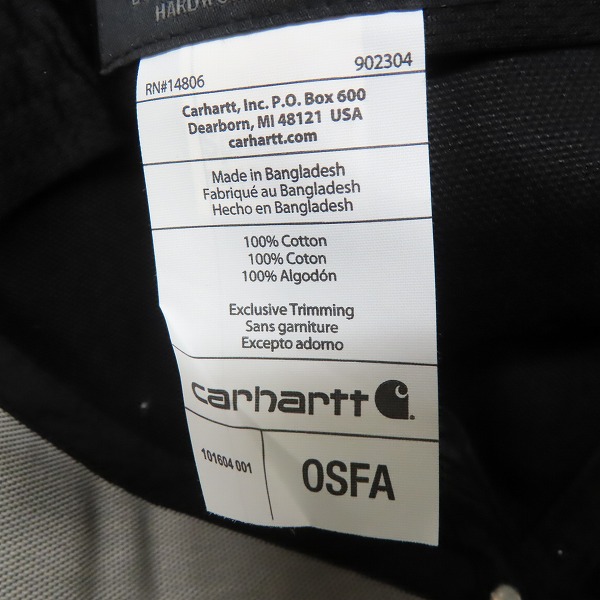 HARDW
RN#14806 902304
Carhartt, Inc. P.O. Box 600
Dearborn, MI 48121 USA
carhartt.com
Made in Bangladesh
Fabriqué au Bangladesh
Hecho en Bangladesh
100% Cotton
100% Coton
100% Algodón
Exclusive Trimming
Sans garniture
Excepto adorno
carhartt
101604 001
OSFA